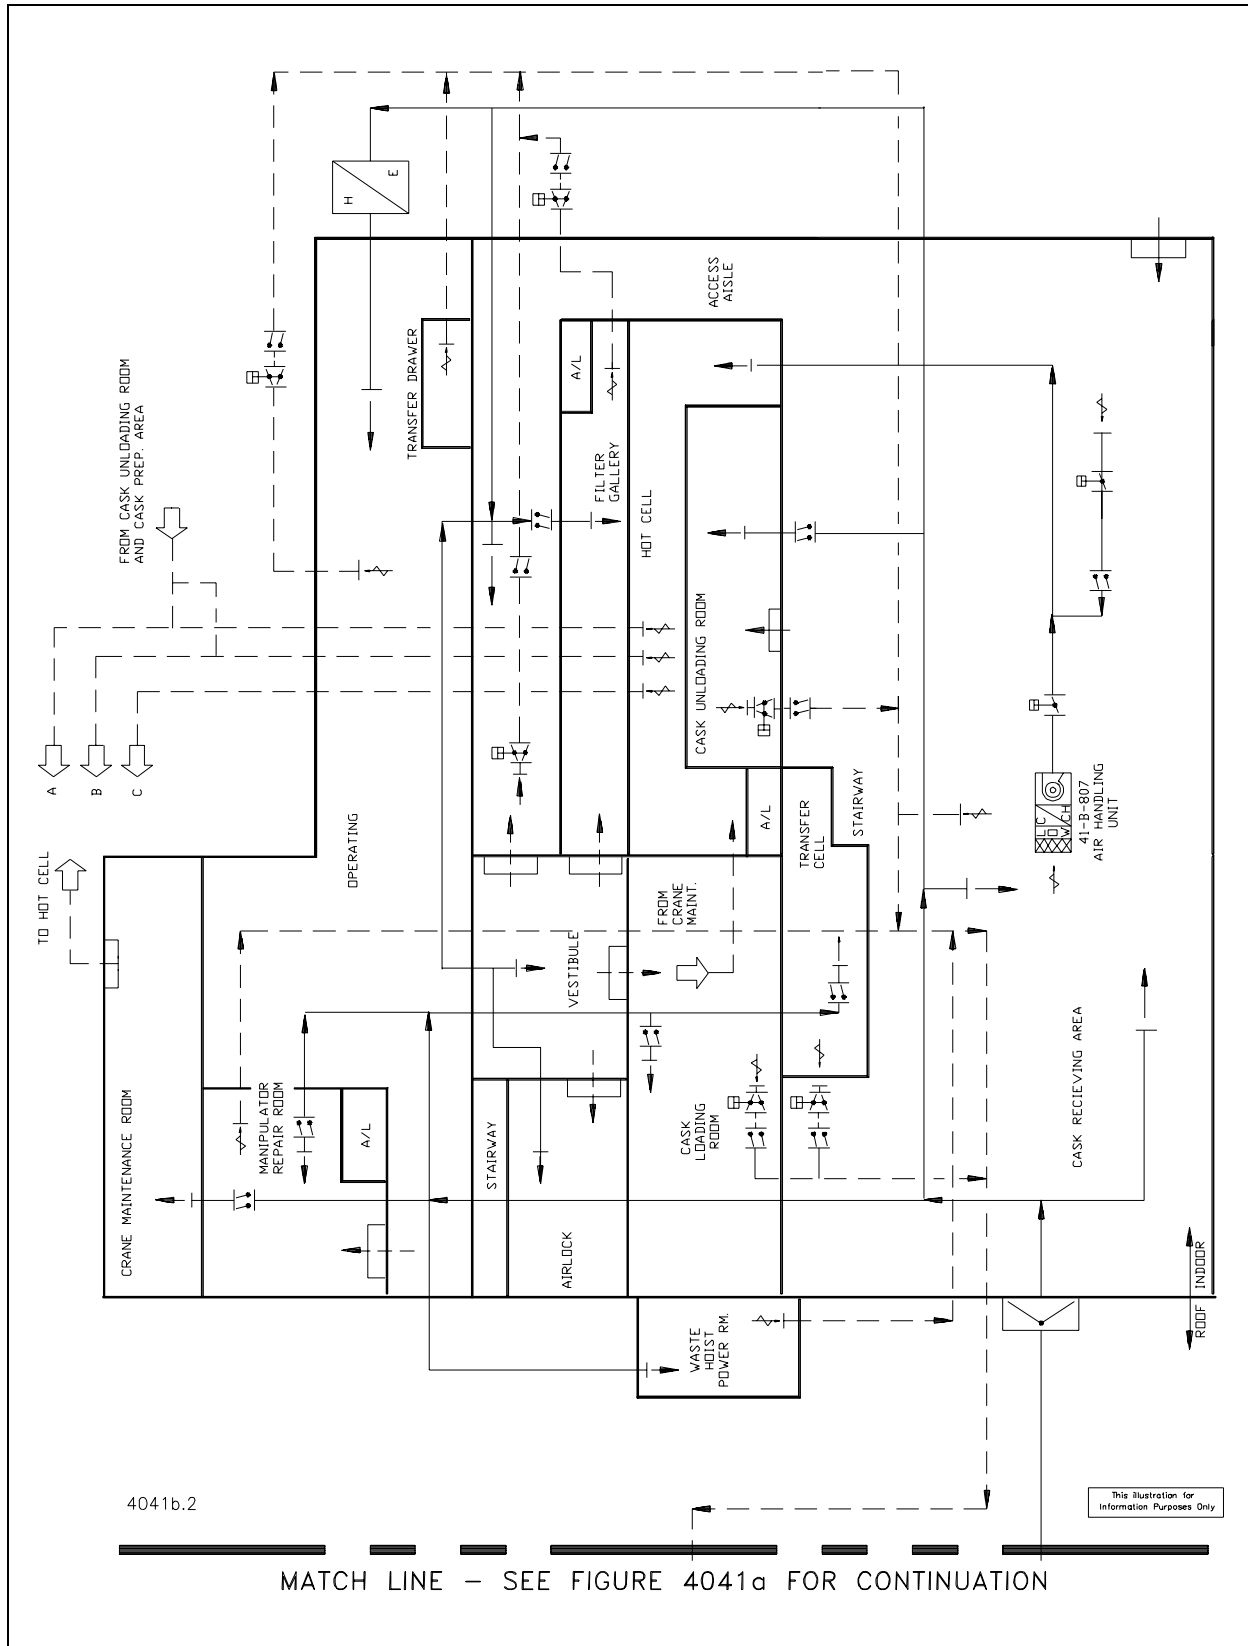 FROM CASK UNLOADING ROOM
AND CASK PREP. AREA
A
B
C
TO HOT CELL
H
E
TRANSFER DRAWER
ACCESS
AISLE
A/L
FILTER
GALLERY
HOT CELL
CASK UNLOADING ROOM
OPERATING
A/L
TRANSFER
CELL
STAIRWAY
L
O
W
C
CH
41-B-807
AIR HANDLING
UNIT
VESTIBULE
FROM
CRANE
MAINT.
CRANE MAINTENANCE ROOM
MANIPULATOR
REPAIR ROOM
A/L
STAIRWAY
AIRLOCK
CASK
LOADING
ROOM
CASK RECIEVING AREA
WASTE
HOIST
POWER RM.
ROOF
INDOOR
4041b.2
This illustration for
Information Purposes Only
MATCH LINE – SEE FIGURE 4041a FOR CONTINUATION